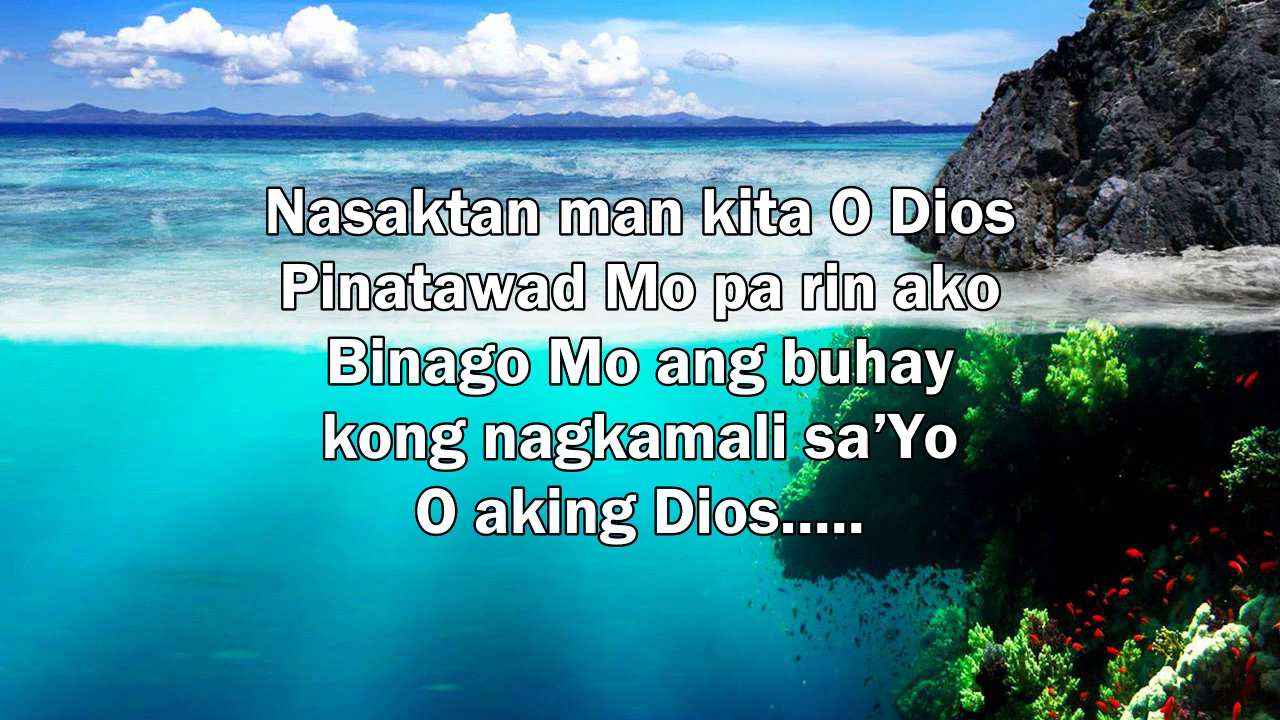 Nasaktan man kita O Dios
Pinatawad Mo pa rin ako
Binago Mo ang buhay
kong nagkamali sa’Yo
O aking Dios.....